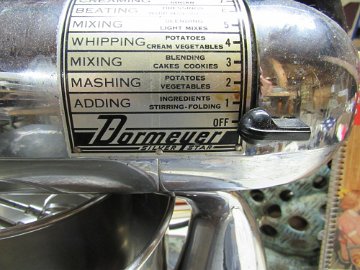 BEATING
MIXING LIGHT MIXES 5
WHIPPING POTATOES CREAM VEGETABLES 4
MIXING BLENDING CAKES COOKIES 3
MASHING POTATOES VEGETABLES 2
ADDING INGREDIENTS STIRRING-FOLDING 1
OFF
Dormeyer
SILVER STAR